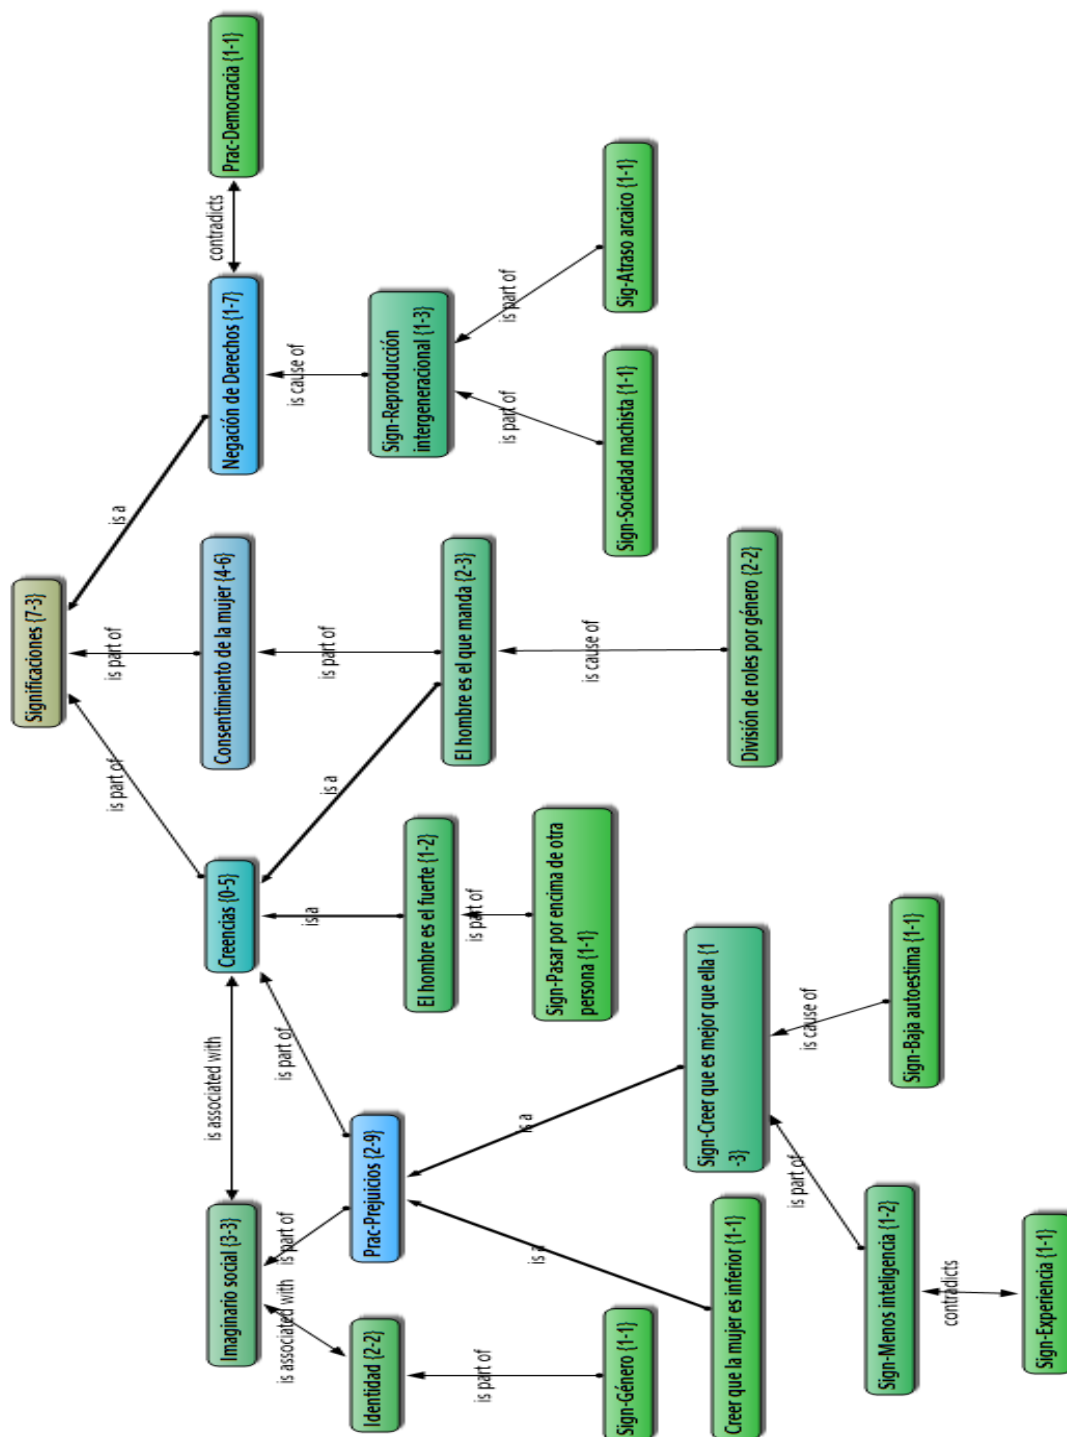 Significaciones {7-3}
is part of
is part of
is a
Creencias {0-5}
Consentimiento de la mujer {4-6}
Negación de Derechos {1-7}
contradicts
Prac-Democracia {1-1}
is associated with
Imaginario social {3-3}
is part of
is a
is a
is part of
is cause of
is associated with
is part of
Identidad {2-2}
Prac-Prejuicios {2-9}
El hombre es el fuerte {1-2}
El hombre es el que manda {2-3}
Sign-Reproducción
intergeneracional {1-3}
is part of
is a
is a
is part of
is cause of
is part of
is part of
Sign-Género {1-1}
Sign-Pasar por encima de otra
persona {1-1}
Sign-Sociedad machista {1-1}
Sig-Atraso arcaico {1-1}
Creer que la mujer es inferior {1-1}
Sign-Creer que es mejor que ella {1
-3}
División de roles por género {2-2}
is part of
is cause of
Sign-Menos inteligencia {1-2}
Sign-Baja autoestima {1-1}
contradicts
Sign-Experiencia {1-1}